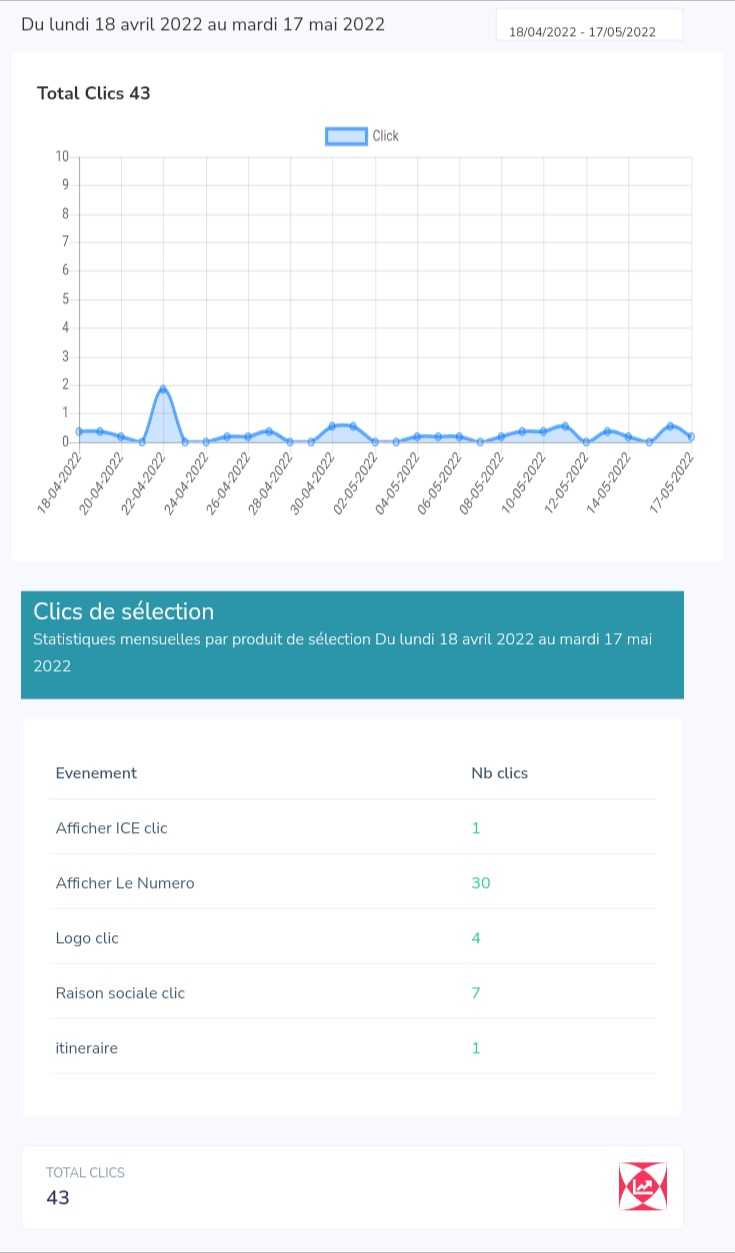 Du lundi 18 avril 2022 au mardi 17 mai 2022
18/04/2022 - 17/05/2022
Total Clics 43
Click
10
9
8
7
6
5
4
3
2
1
0
18-04-2022
20-04-2022
22-04-2022
24-04-2022
26-04-2022
28-04-2022
30-04-2022
02-05-2022
04-05-2022
06-05-2022
08-05-2022
10-05-2022
12-05-2022
14-05-2022
17-05-2022
Clics de sélection
Statistiques mensuelles par produit de sélection Du lundi 18 avril 2022 au mardi 17 mai
2022
Evenement Nb clics
Afficher ICE clic 1
Afficher Le Numero 30
Logo clic 4
Raison sociale clic 7
itineraire 1
TOTAL CLICS
43